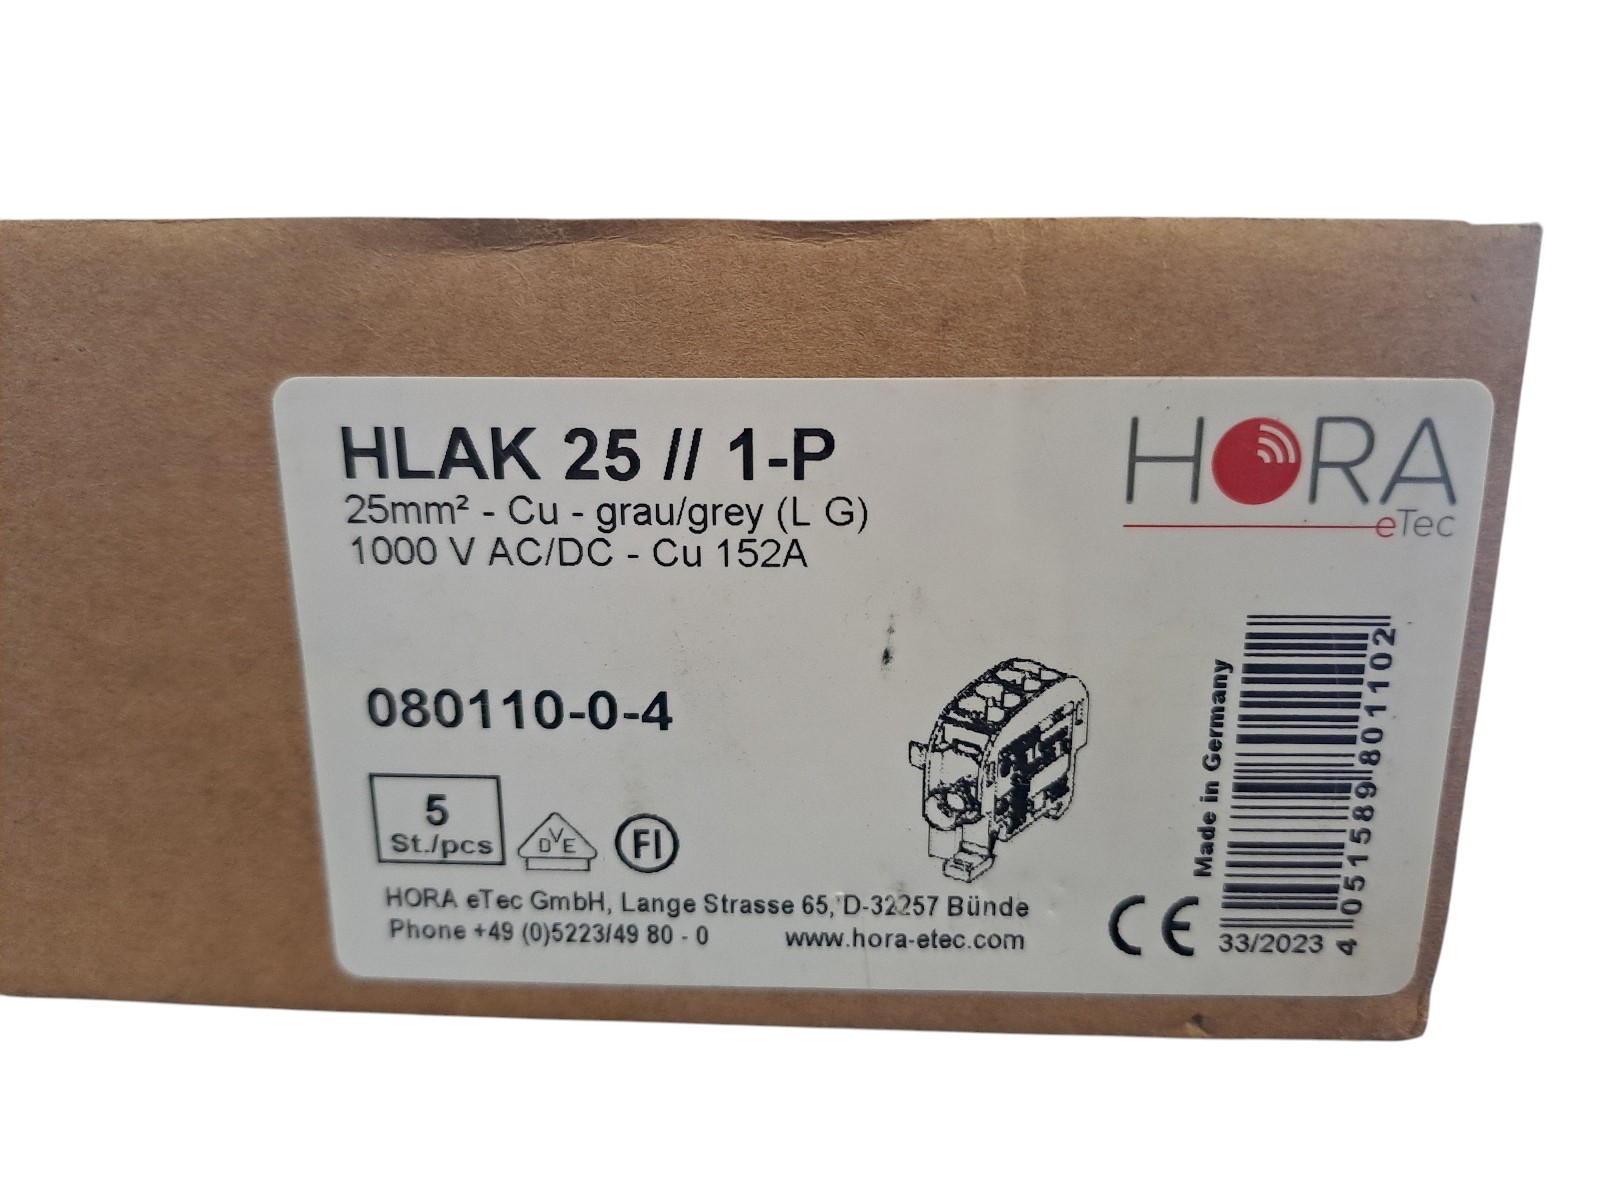 HLAK 25 // 1-P
25mm² - Cu - grau/grey (L G)
1000 V AC/DC - Cu 152A
HORA
eTec
080110-0-4
5
St./pcs
VDE
FI
HORA eTec GmbH, Lange Strasse 65, D-32257 Bünde
Phone +49 (0)5223/49 80 - 0
www.hora-etec.com
CE
33/2023
Made in Germany
4 051589 801102